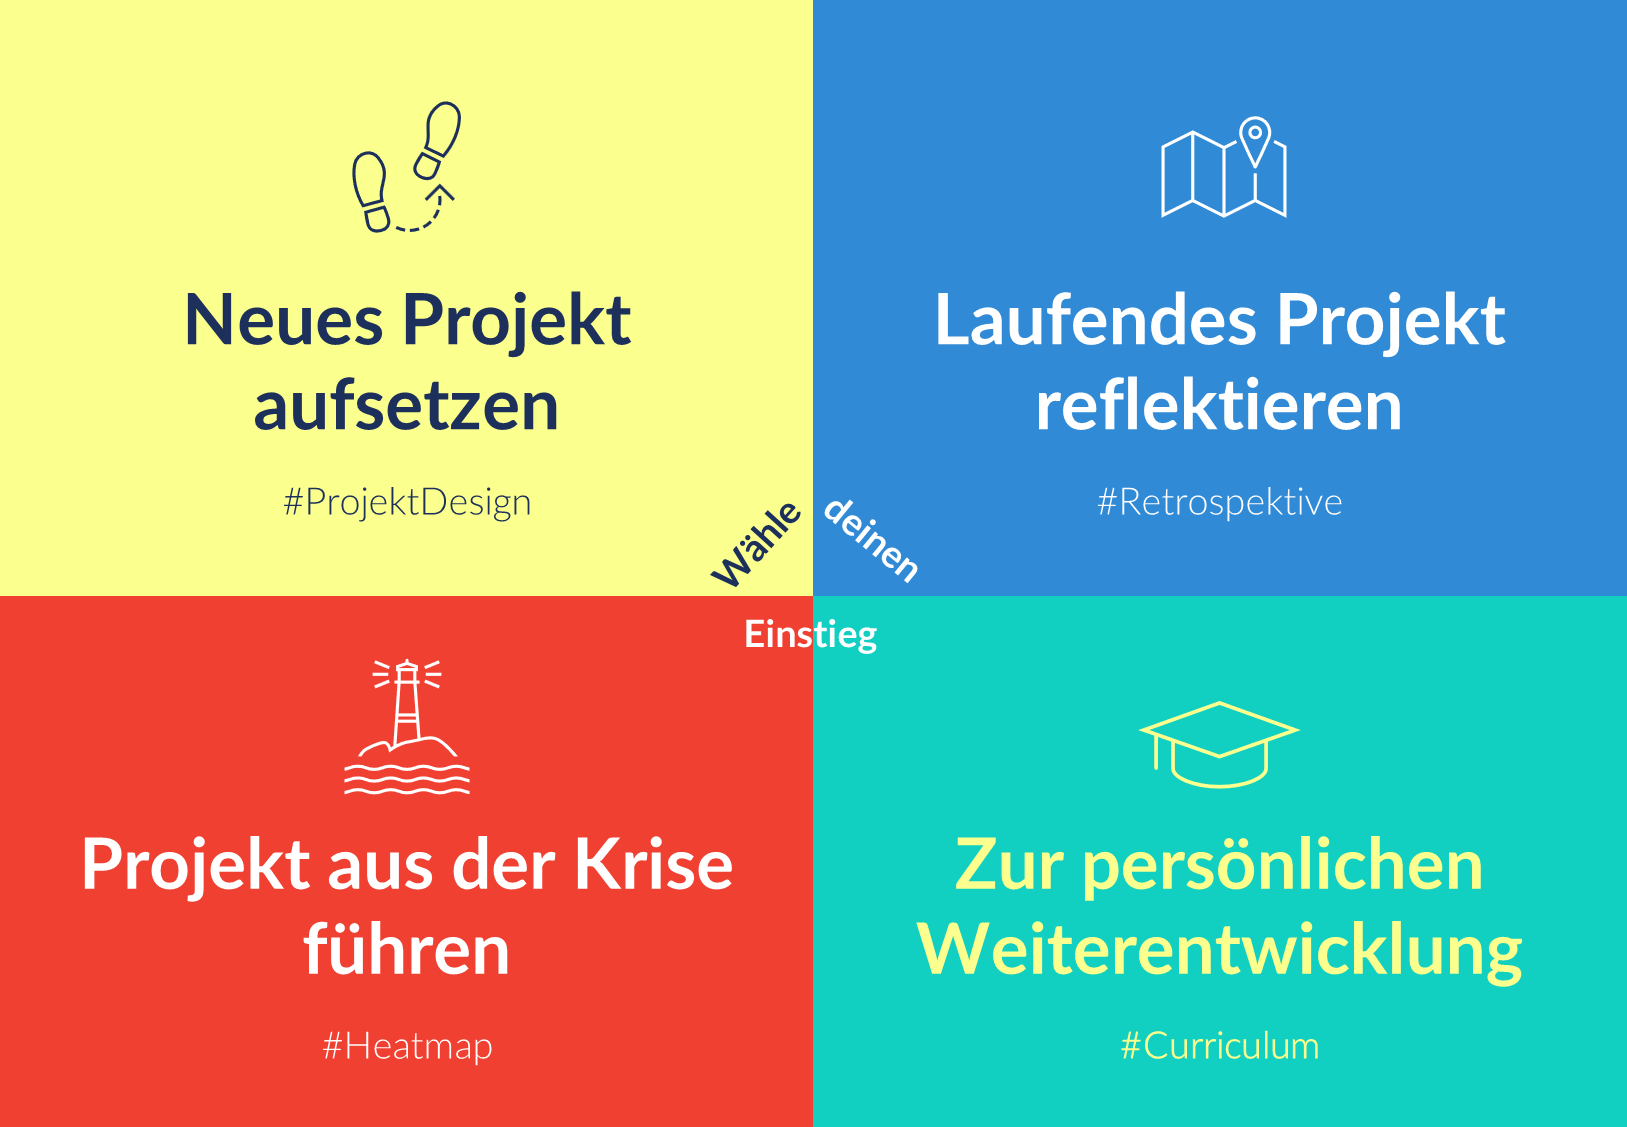 Neues Projekt
aufsetzen
#ProjektDesign
Laufendes Projekt
reflektieren
#Retrospektive
Wähle
deinen
Einstieg
Projekt aus der Krise
führen
#Heatmap
Zur persönlichen
Weiterentwicklung
#Curriculum